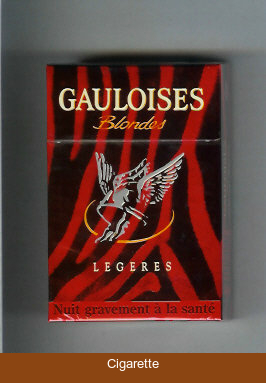 GAULOISES
Blondes
LEGERES
Nuit gravement à la santé
Cigarette